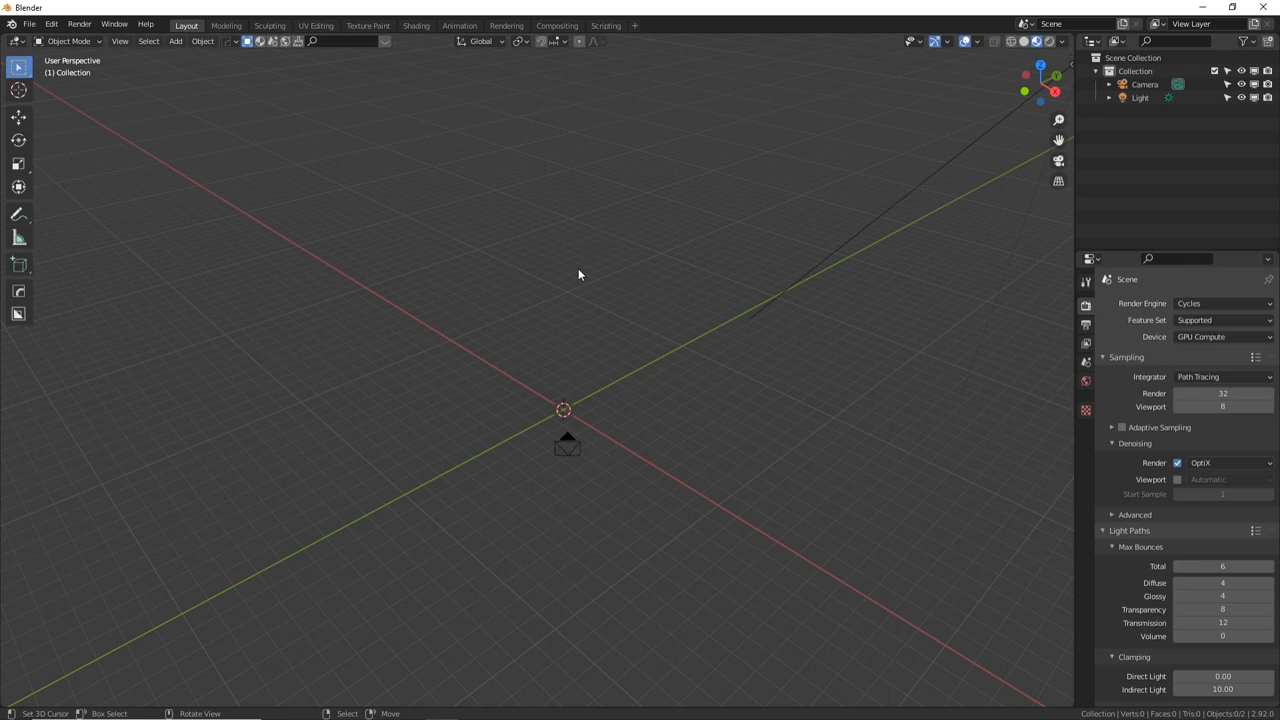 Blender
File Edit Render Window Help Layout Modeling Sculpting UV Editing Texture Paint Shading Animation Rendering Compositing Scripting + Scene View Layer
Object Mode View Select Add Object Global
User Perspective
(1) Collection
Z
Y
X
Scene Collection
Collection
Camera
Light
Scene
Render Engine Cycles
Feature Set Supported
Device GPU Compute
Sampling
Integrator Path Tracing
Render 32
Viewport 8
Adaptive Sampling
Denoising
Render OptiX
Viewport Automatic
Start Sample 1
Advanced
Light Paths
Max Bounces
Total 6
Diffuse 4
Glossy 4
Transparency 8
Transmission 12
Volume 0
Clamping
Direct Light 0.00
Indirect Light 10.00
Set 3D Cursor Box Select Rotate View Select Move Collection | Verts:0 | Faces:0 | Tris:0 | Objects:0/2 | 2.92.0